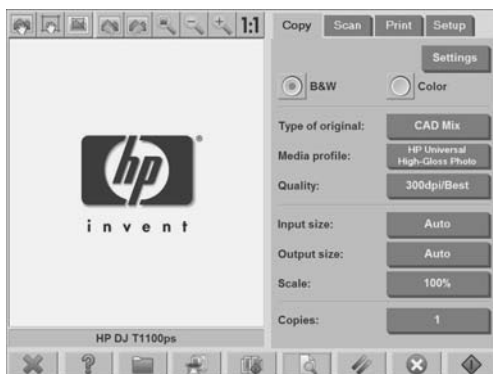 1:1
Copy
Scan
Print
Setup
Settings
B&W
Color
Type of original:
CAD Mix
Media profile:
HP Universal
High-Gloss Photo
Quality:
300dpi/Best
Input size:
Auto
Output size:
Auto
Scale:
100%
Copies:
1
hp
invent
HP DJ T1100ps
?